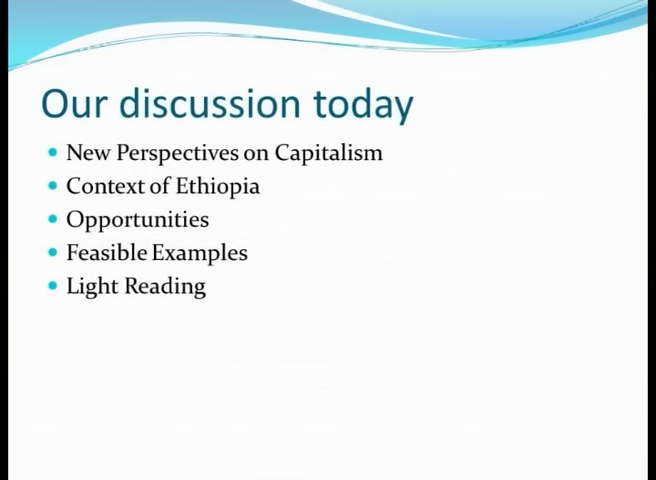 Our discussion today
New Perspectives on Capitalism
Context of Ethiopia
Opportunities
Feasible Examples
Light Reading